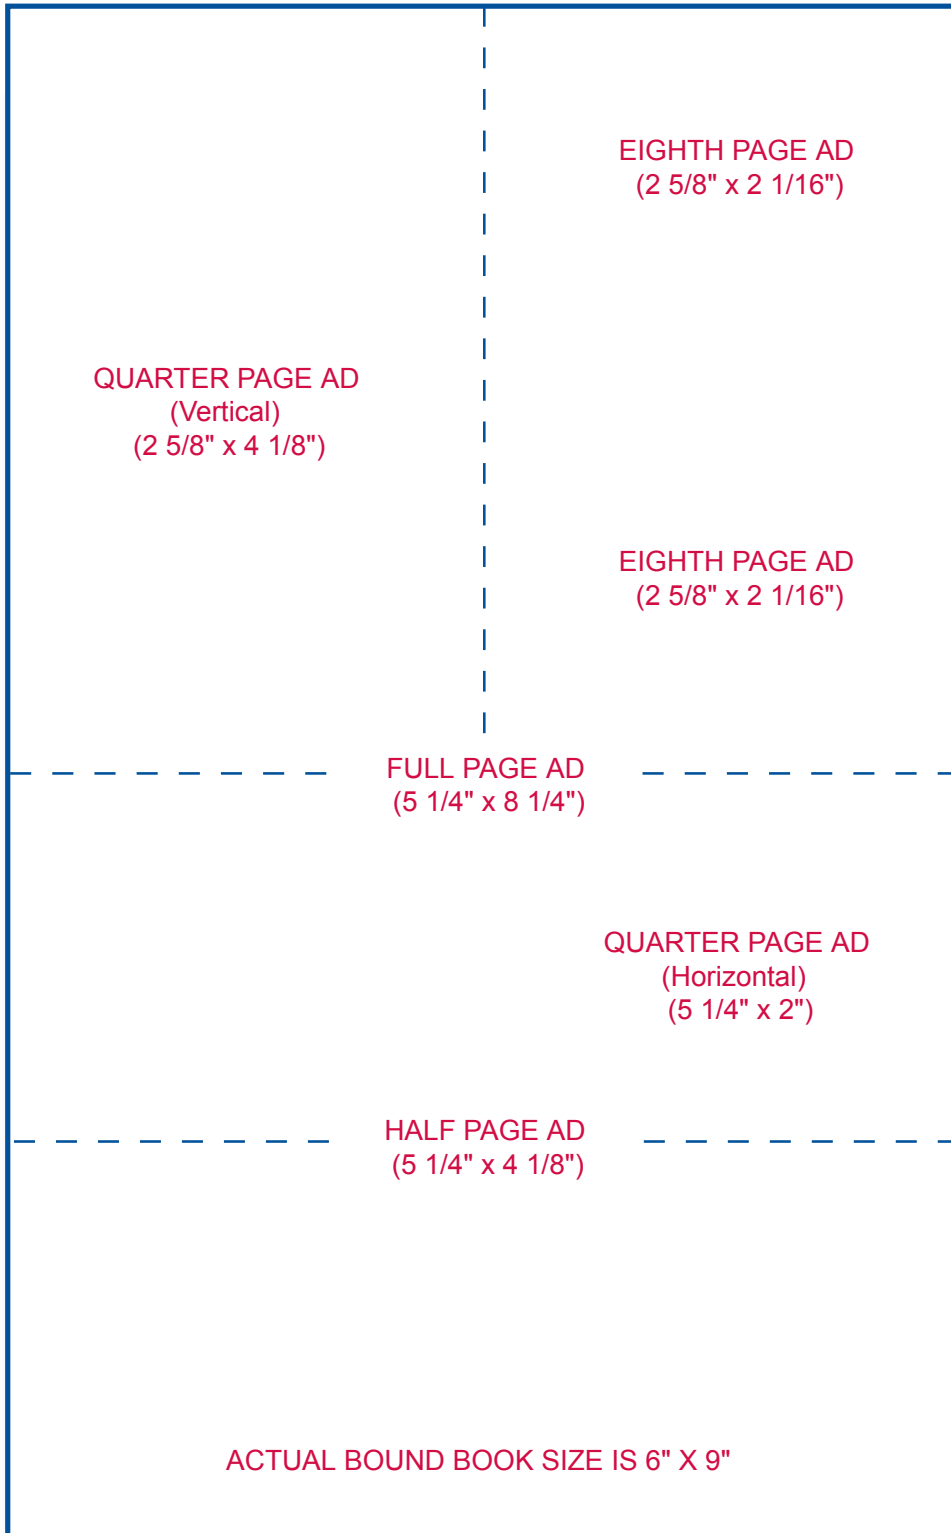 EIGHTH PAGE AD
(2 5/8" x 2 1/16")
QUARTER PAGE AD
(Vertical)
(2 5/8" x 4 1/8")
EIGHTH PAGE AD
(2 5/8" x 2 1/16")
FULL PAGE AD
(5 1/4" x 8 1/4")
QUARTER PAGE AD
(Horizontal)
(5 1/4" x 2")
HALF PAGE AD
(5 1/4" x 4 1/8")
ACTUAL BOUND BOOK SIZE IS 6" X 9"